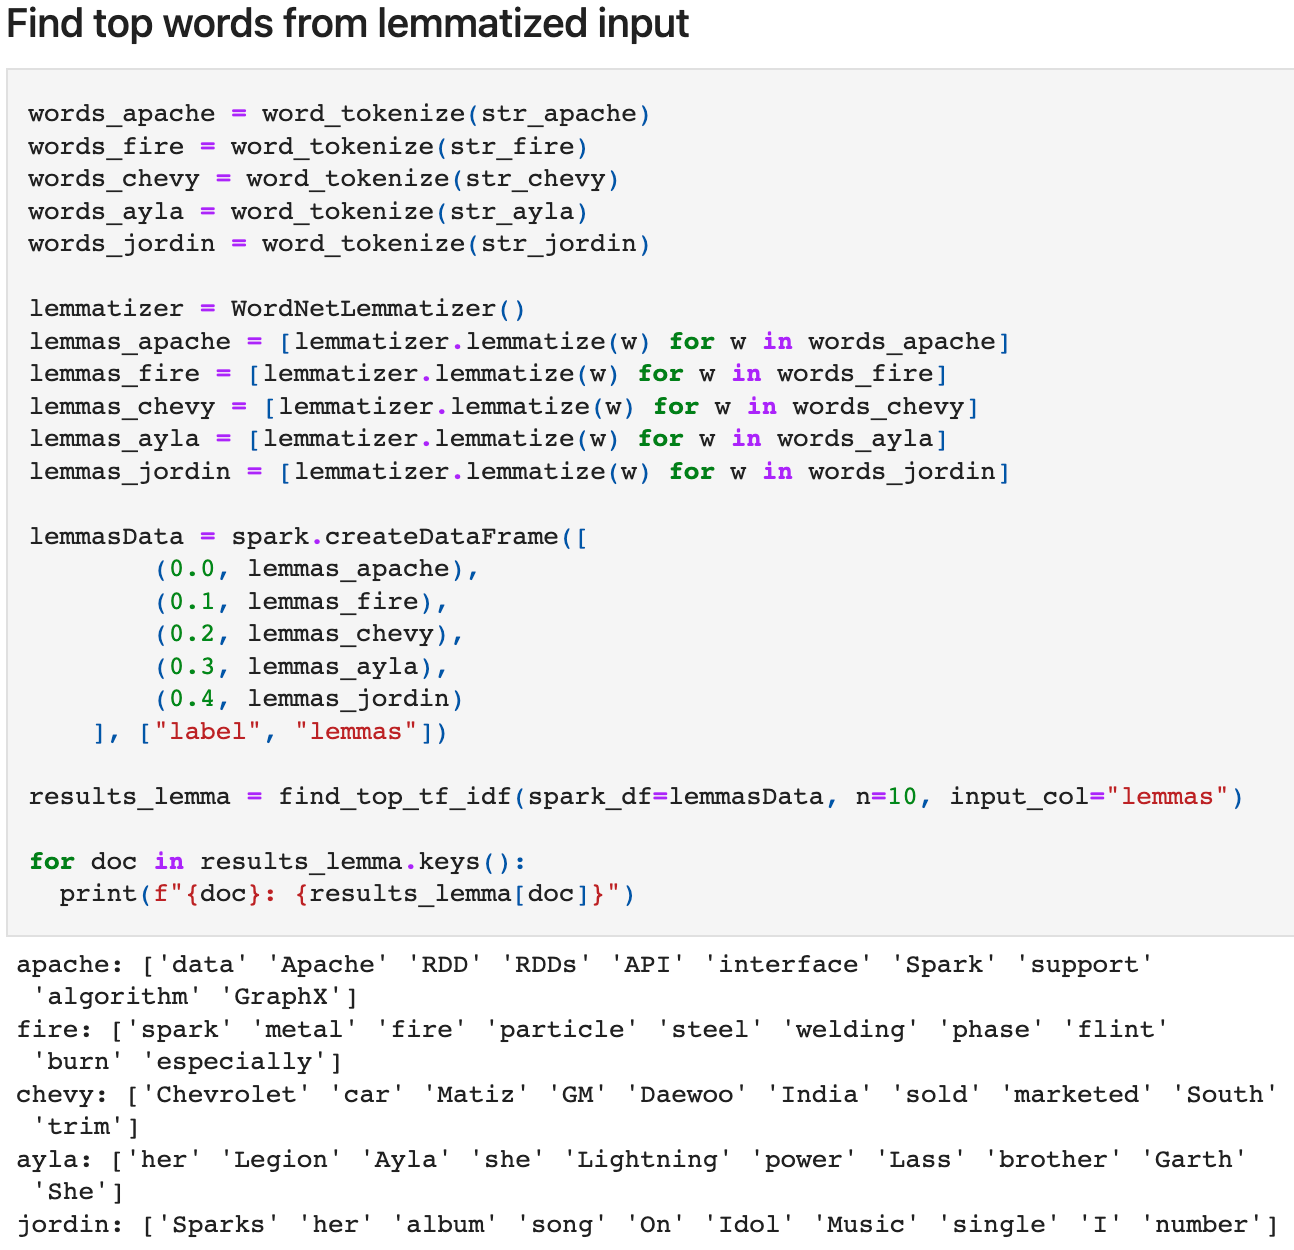 Find top words from lemmatized input
words_apache = word_tokenize(str_apache)
words_fire = word_tokenize(str_fire)
words_chevy = word_tokenize(str_chevy)
words_ayla = word_tokenize(str_ayla)
words_jordin = word_tokenize(str_jordin)

lemmatizer = WordNetLemmatizer()
lemmas_apache = [lemmatizer.lemmatize(w) for w in words_apache]
lemmas_fire = [lemmatizer.lemmatize(w) for w in words_fire]
lemmas_chevy = [lemmatizer.lemmatize(w) for w in words_chevy]
lemmas_ayla = [lemmatizer.lemmatize(w) for w in words_ayla]
lemmas_jordin = [lemmatizer.lemmatize(w) for w in words_jordin]

lemmasData = spark.createDataFrame([
        (0.0, lemmas_apache),
        (0.1, lemmas_fire),
        (0.2, lemmas_chevy),
        (0.3, lemmas_ayla),
        (0.4, lemmas_jordin)
    ], ["label", "lemmas"])

results_lemma = find_top_tf_idf(spark_df=lemmasData, n=10, input_col="lemmas")

for doc in results_lemma.keys():
  print(f"{doc}: {results_lemma[doc]}")
apache: ['data' 'Apache' 'RDD' 'RDDs' 'API' 'interface' 'Spark' 'support'
 'algorithm' 'GraphX']
fire: ['spark' 'metal' 'fire' 'particle' 'steel' 'welding' 'phase' 'flint'
 'burn' 'especially']
chevy: ['Chevrolet' 'car' 'Matiz' 'GM' 'Daewoo' 'India' 'sold' 'marketed' 'South'
 'trim']
ayla: ['her' 'Legion' 'Ayla' 'she' 'Lightning' 'power' 'Lass' 'brother' 'Garth'
 'She']
jordin: ['Sparks' 'her' 'album' 'song' 'On' 'Idol' 'Music' 'single' 'I' 'number']